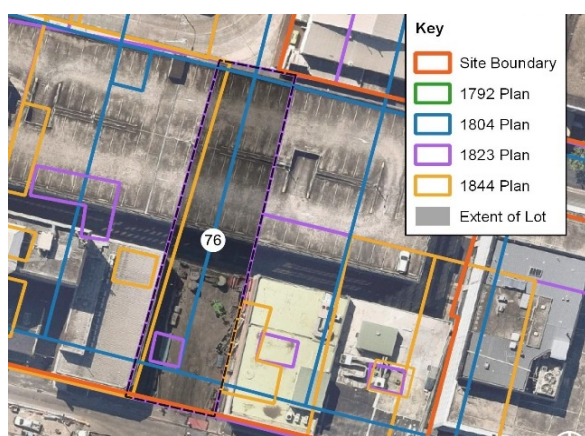 Key
Site Boundary
1792 Plan
1804 Plan
1823 Plan
1844 Plan
Extent of Lot
76